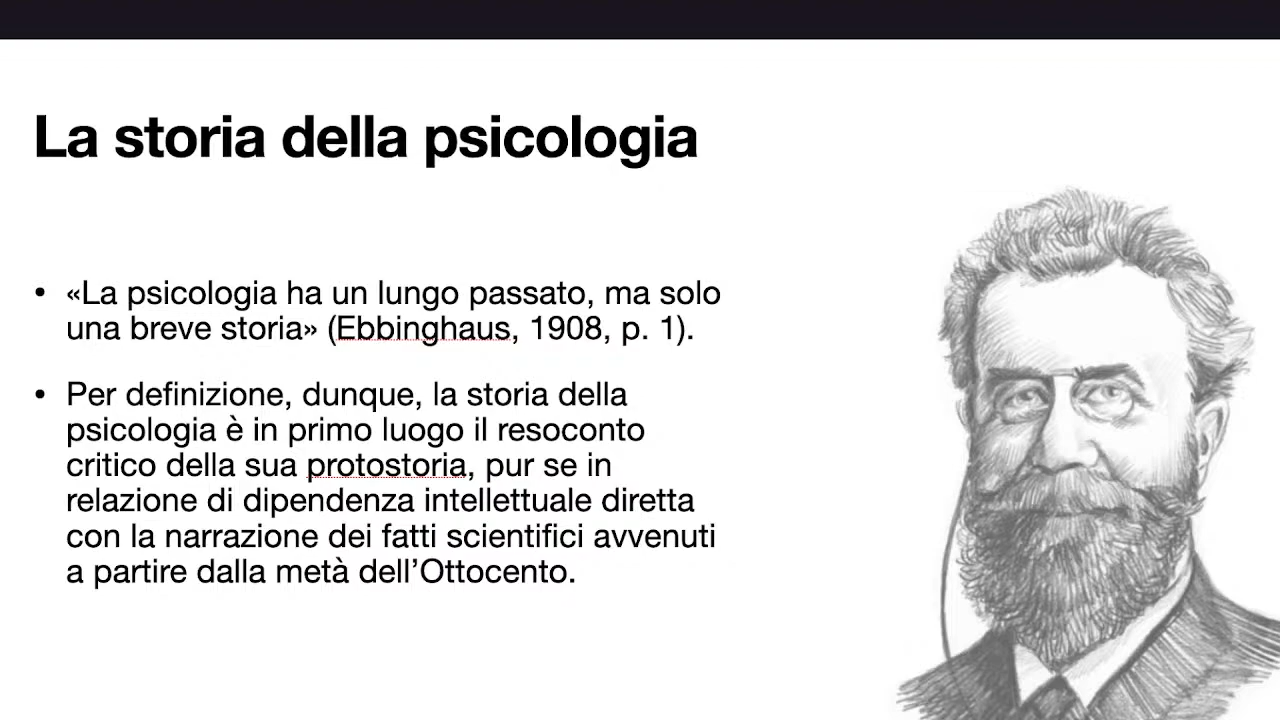 La storia della psicologia
• «La psicologia ha un lungo passato, ma solo
una breve storia» (Ebbinghaus, 1908, p. 1).
• Per definizione, dunque, la storia della
psicologia è in primo luogo il resoconto
critico della sua protostoria, pur se in
relazione di dipendenza intellettuale diretta
con la narrazione dei fatti scientifici avvenuti
a partire dalla metà dell’Ottocento.